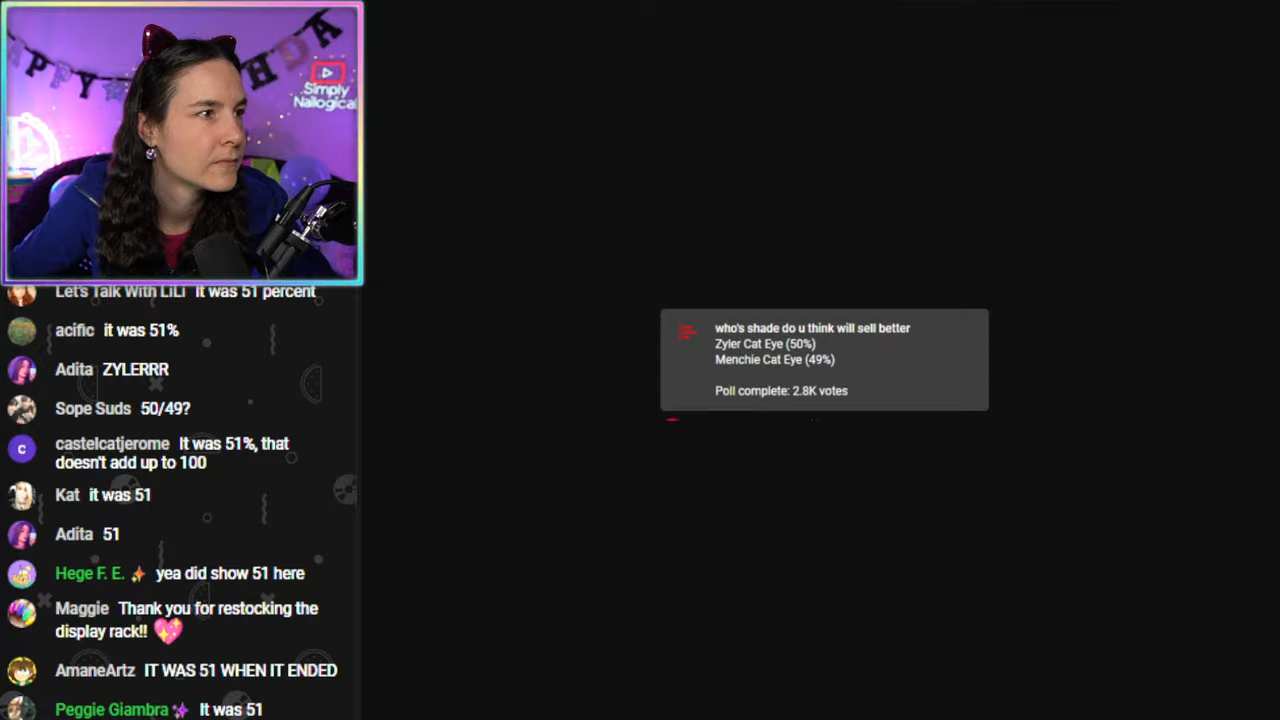 PPY
HDA
Simply
Nailogical
Let's Talk With LiLi It was 51 percent
acific it was 51%
Adita ZYLERRR
Sope Suds 50/49?
castelcatjerome It was 51%, that
doesn't add up to 100
Kat it was 51
Adita 51
Hege F. E. yea did show 51 here
Maggie Thank you for restocking the
display rack!!
AmaneArtz IT WAS 51 WHEN IT ENDED
Peggie Giambra It was 51
who's shade do u think will sell better
Zyler Cat Eye (50%)
Menchie Cat Eye (49%)
Poll complete: 2.8K votes